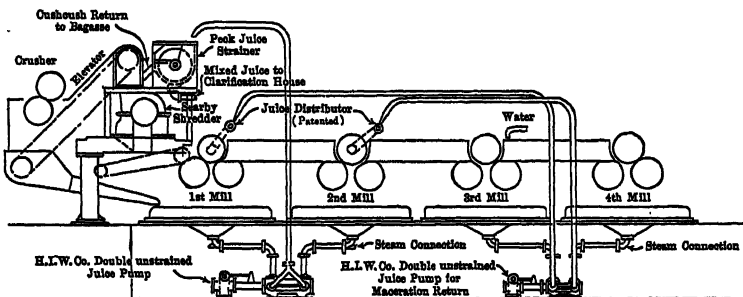 Cushcush Return
to Bagasse
Peck Juice
Strainer
Crusher
Elevator
Mixed Juice to
Clarification House
Searby
Shredder
Juice Distributor
(Patented)
Water
1st Mill
2nd Mill
3rd Mill
4th Mill
Steam Connection
Steam Connection
H.I.W. Co. Double unstrained
Juice Pump
H.I.W. Co. Double unstrained
Juice Pump for
Maceration Return